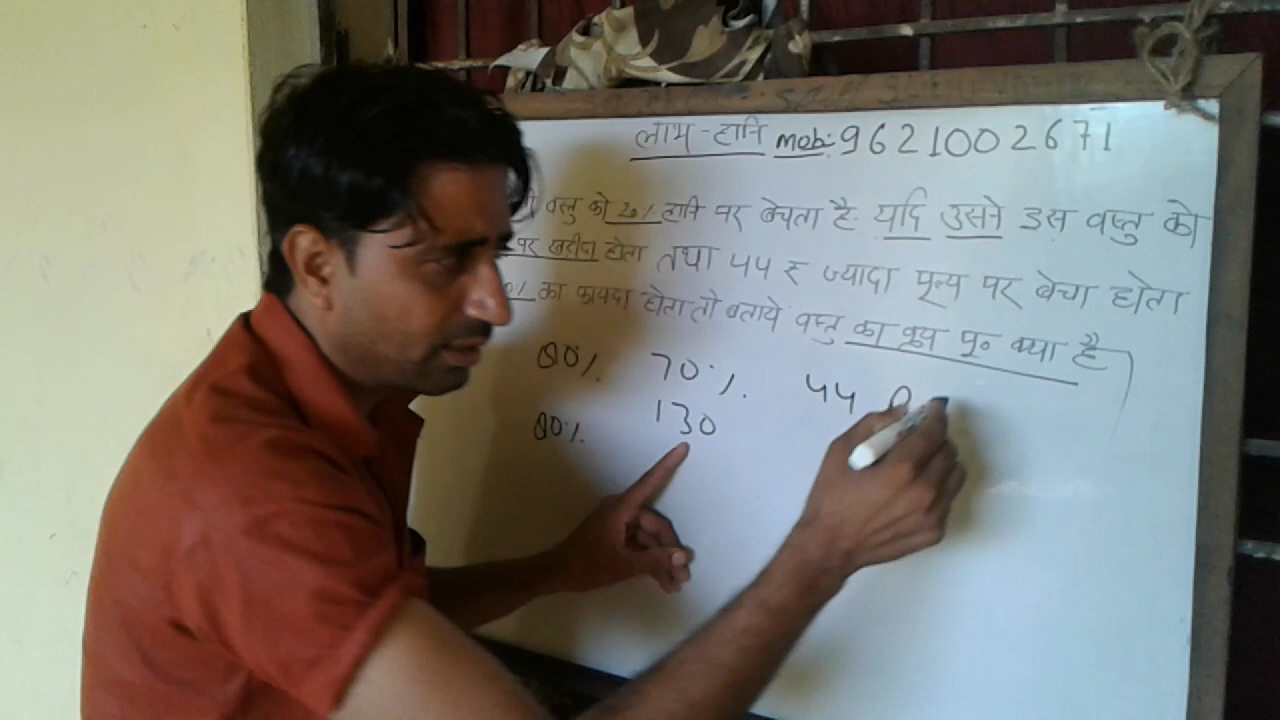 लाभ-हानि mob: 9621002671
वस्तु को हानि पर बेचता है. यदि उसने इस वस्तु को
पर खरीदा होता तथा 44 ₹ ज्यादा मूल्य पर बेचा होता
का फायदा होता तो बताये वस्तु का क्रय मू० क्या है
80% 70% 44
80% 130